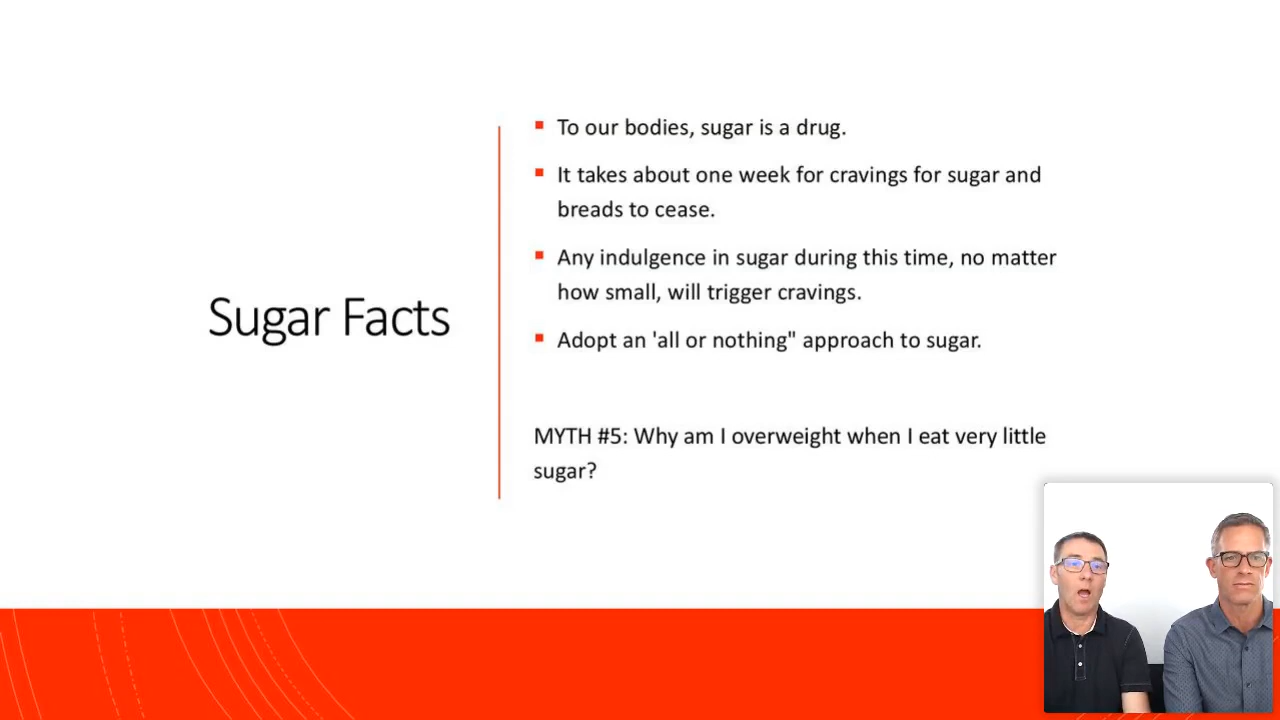 Sugar Facts
To our bodies, sugar is a drug.
It takes about one week for cravings for sugar and
breads to cease.
Any indulgence in sugar during this time, no matter
how small, will trigger cravings.
Adopt an 'all or nothing" approach to sugar.
MYTH #5: Why am I overweight when I eat very little
sugar?